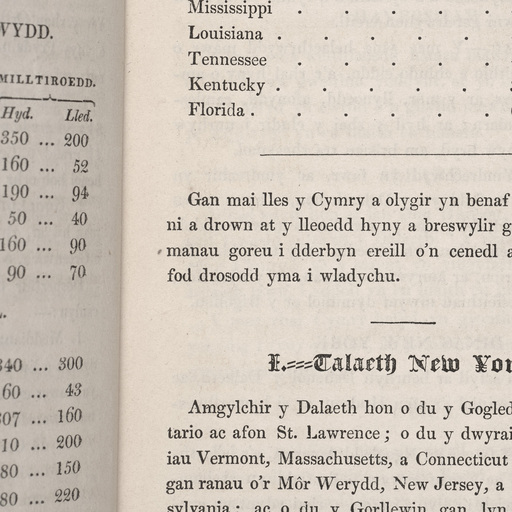 WYDD.
MILLTIROEDD.
Hyd. Lled.
350 ... 200
160 ... 52
190 ... 94
50 ... 40
160 ... 90
90 ... 70
340 ... 300
60 ... 43
307 ... 160
10 ... 200
80 ... 150
80 ... 220
Mississippi . . . . .
Louisiana . . . . .
Tennessee . . . . .
Kentucky . . . . .
Florida . . . . .
Gan mai lles y Cymry a olygir yn benaf
ni a drown at y lleoedd hyny a breswylir g
manau goreu i dderbyn ereill o'n cenedl a
fod drosodd yma i wladychu.
I.==Talaeth New Yor
Amgylchir y Dalaeth hon o du y Gogled
tario ac afon St. Lawrence; o du y dwyrai
iau Vermont, Massachusetts, a Connecticut
gan ranau o'r Môr Werydd, New Jersey, a
sylvania; ac o du y Gorllewin gan lyn